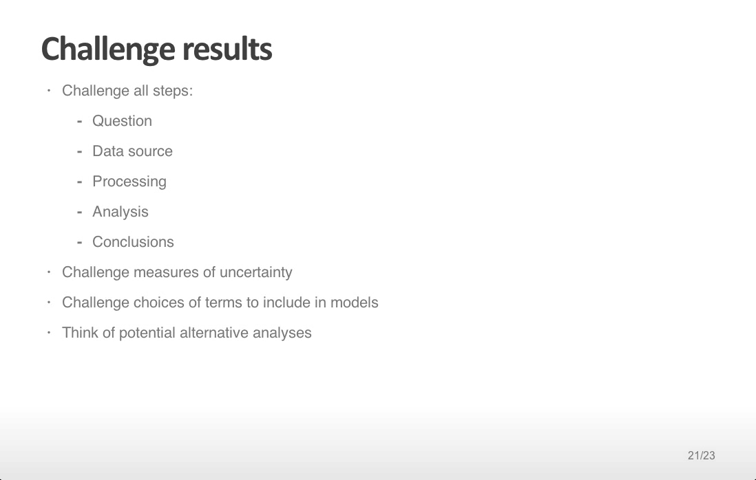 Challenge results
· Challenge all steps:
- Question
- Data source
- Processing
- Analysis
- Conclusions
· Challenge measures of uncertainty
· Challenge choices of terms to include in models
· Think of potential alternative analyses
21/23